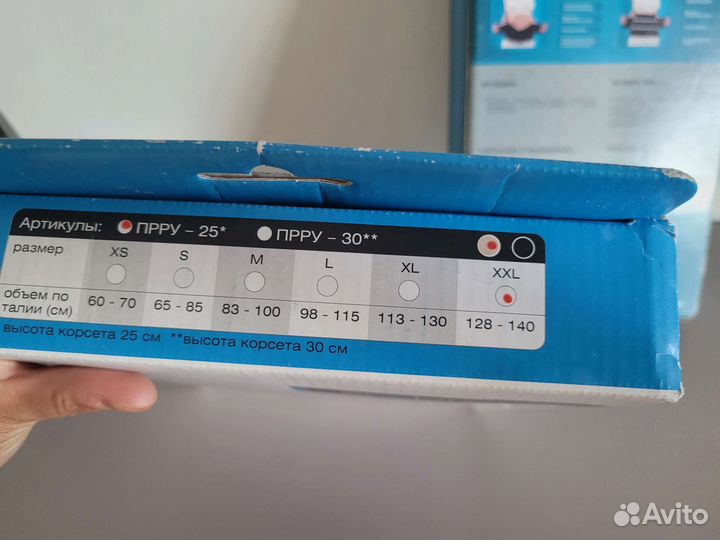 Артикулы: ПРРУ – 25* ПРРУ – 30**
размер XS S M L XL XXL
объем по
талии (см) 60 - 70 65 - 85 83 - 100 98 - 115 113 - 130 128 - 140
высота корсета 25 см **высота корсета 30 см
Avito